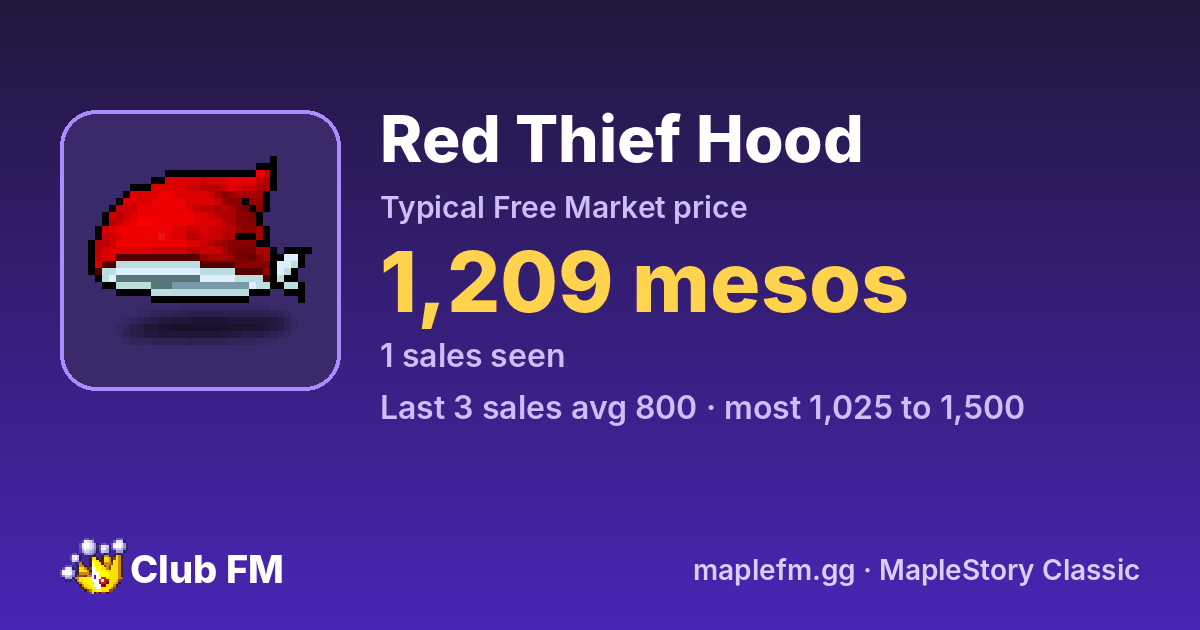 Red Thief Hood
Typical Free Market price
1,209 mesos
1 sales seen
Last 3 sales avg 800 · most 1,025 to 1,500
Club FM
maplefm.gg · MapleStory Classic